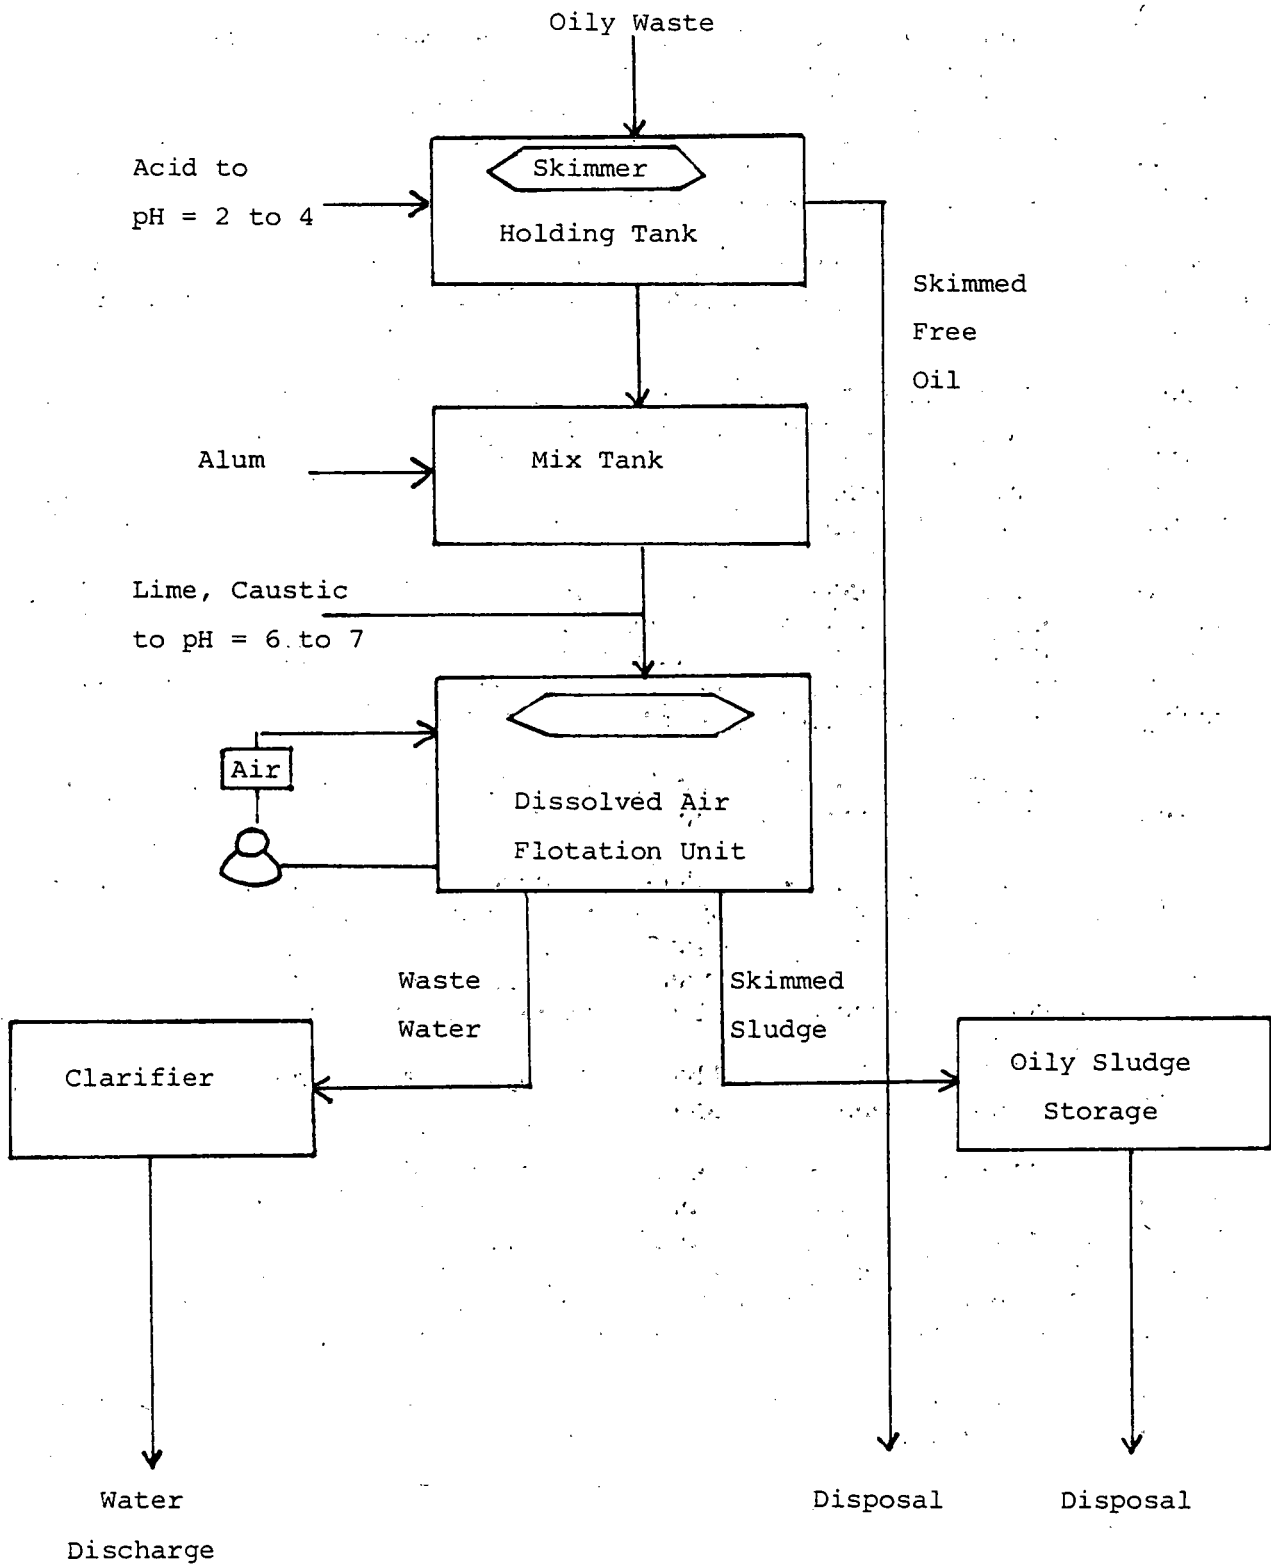 Oily Waste
Skimmer
Acid to
pH = 2 to 4
Holding Tank
Skimmed
Free
Oil
Alum
Mix Tank
Lime, Caustic
to pH = 6 to 7
Air
Dissolved Air
Flotation Unit
Waste
Water
Skimmed
Sludge
Clarifier
Oily Sludge
Storage
Water
Discharge
Disposal
Disposal